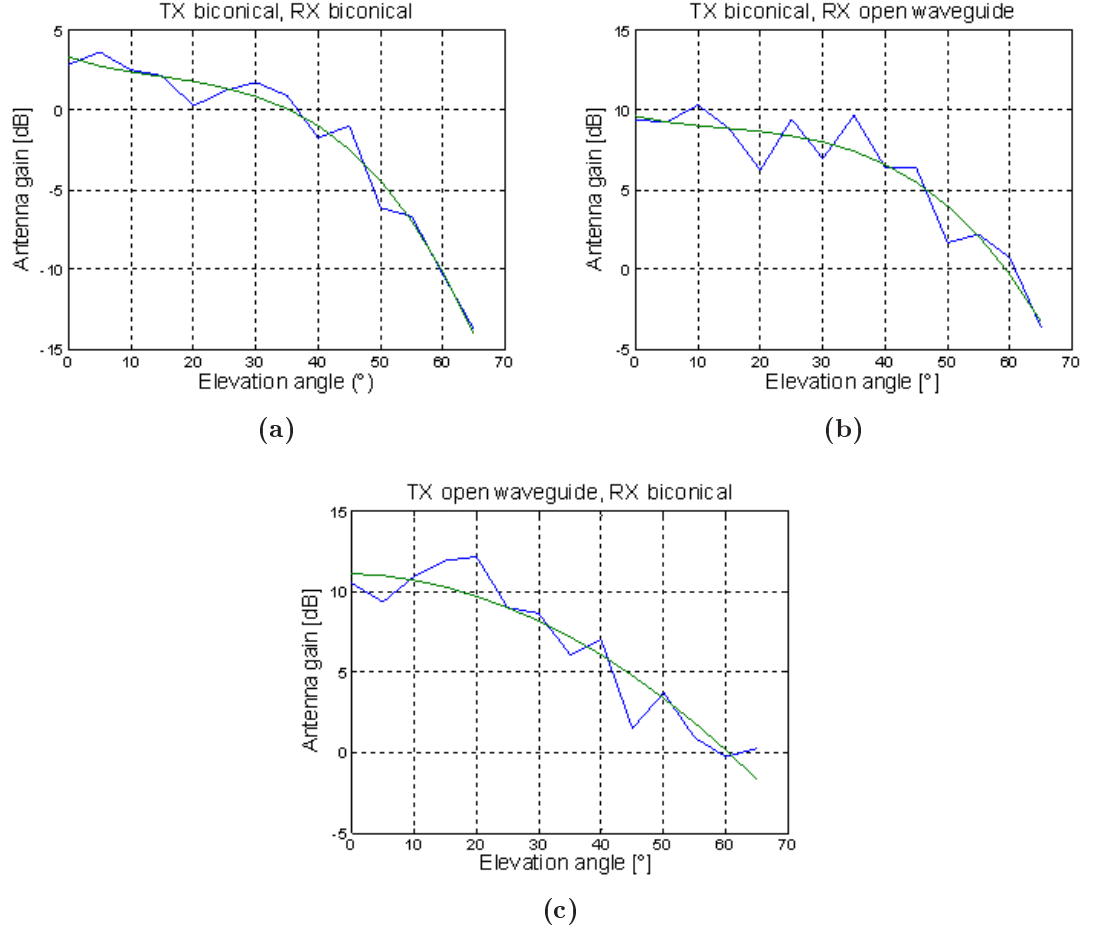 TX biconical, RX biconical
Antenna gain [dB]
5
0
-5
-10
-15
0 10 20 30 40 50 60 70
Elevation angle (°)
(a)
TX biconical, RX open waveguide
Antenna gain [dB]
15
10
5
0
-5
0 10 20 30 40 50 60 70
Elevation angle [°]
(b)
TX open waveguide, RX biconical
Antenna gain [dB]
15
10
5
0
-5
0 10 20 30 40 50 60 70
Elevation angle [°]
(c)